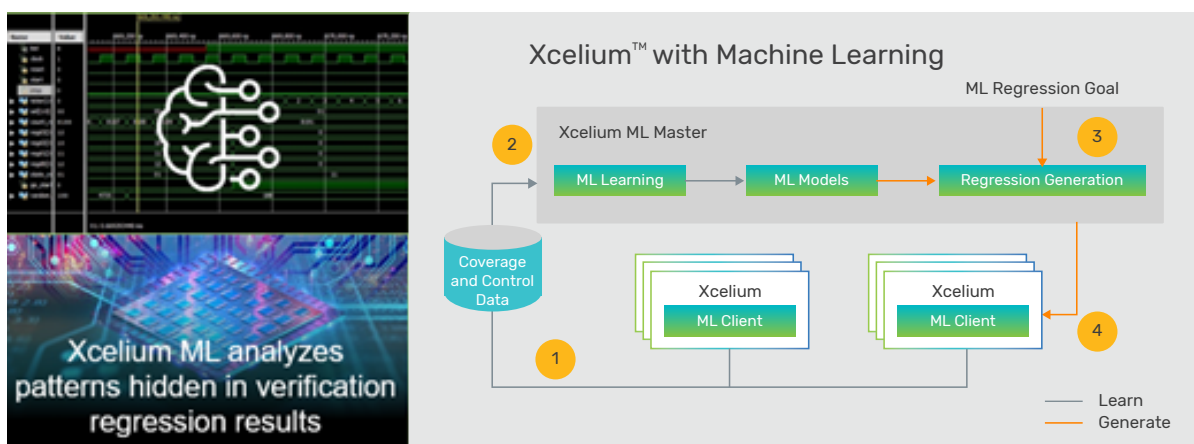 Name
Value
Xcelium ML analyzes
patterns hidden in verification
regression results
Xcelium™ with Machine Learning
ML Regression Goal
Xcelium ML Master
2
3
ML Learning
ML Models
Regression Generation
Coverage
and Control
Data
Xcelium
ML Client
Xcelium
ML Client
1
4
Learn
Generate